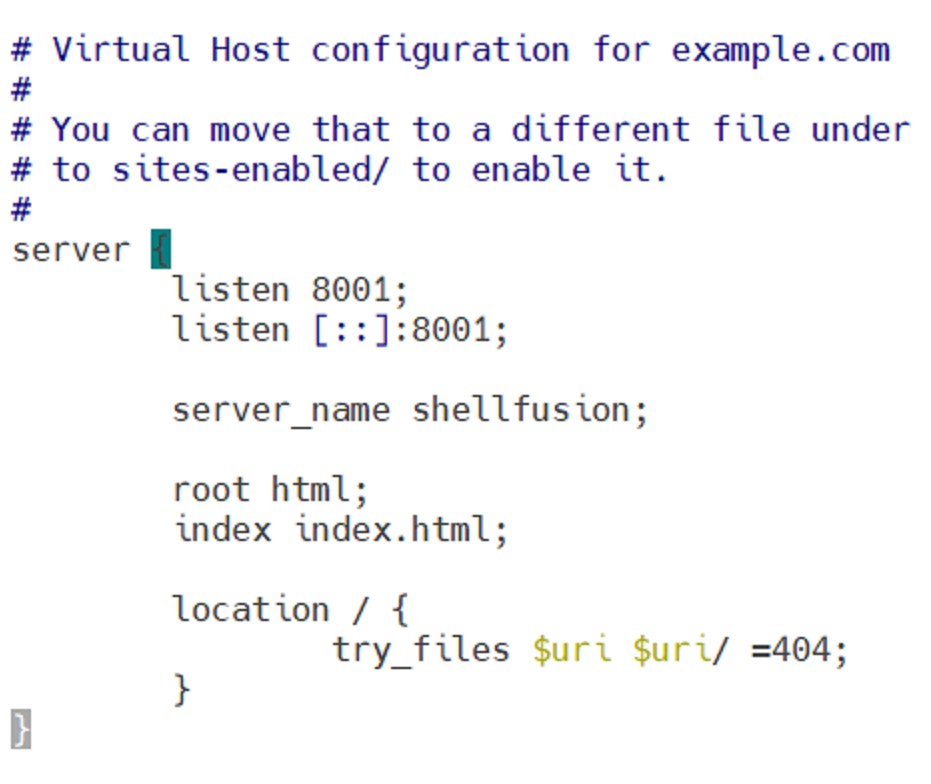 # Virtual Host configuration for example.com
#
# You can move that to a different file under
# to sites-enabled/ to enable it.
#
server {
listen 8001;
listen [::]:8001;
server_name shellfusion;
root html;
index index.html;
location / {
try_files $uri $uri/ =404;
}
}